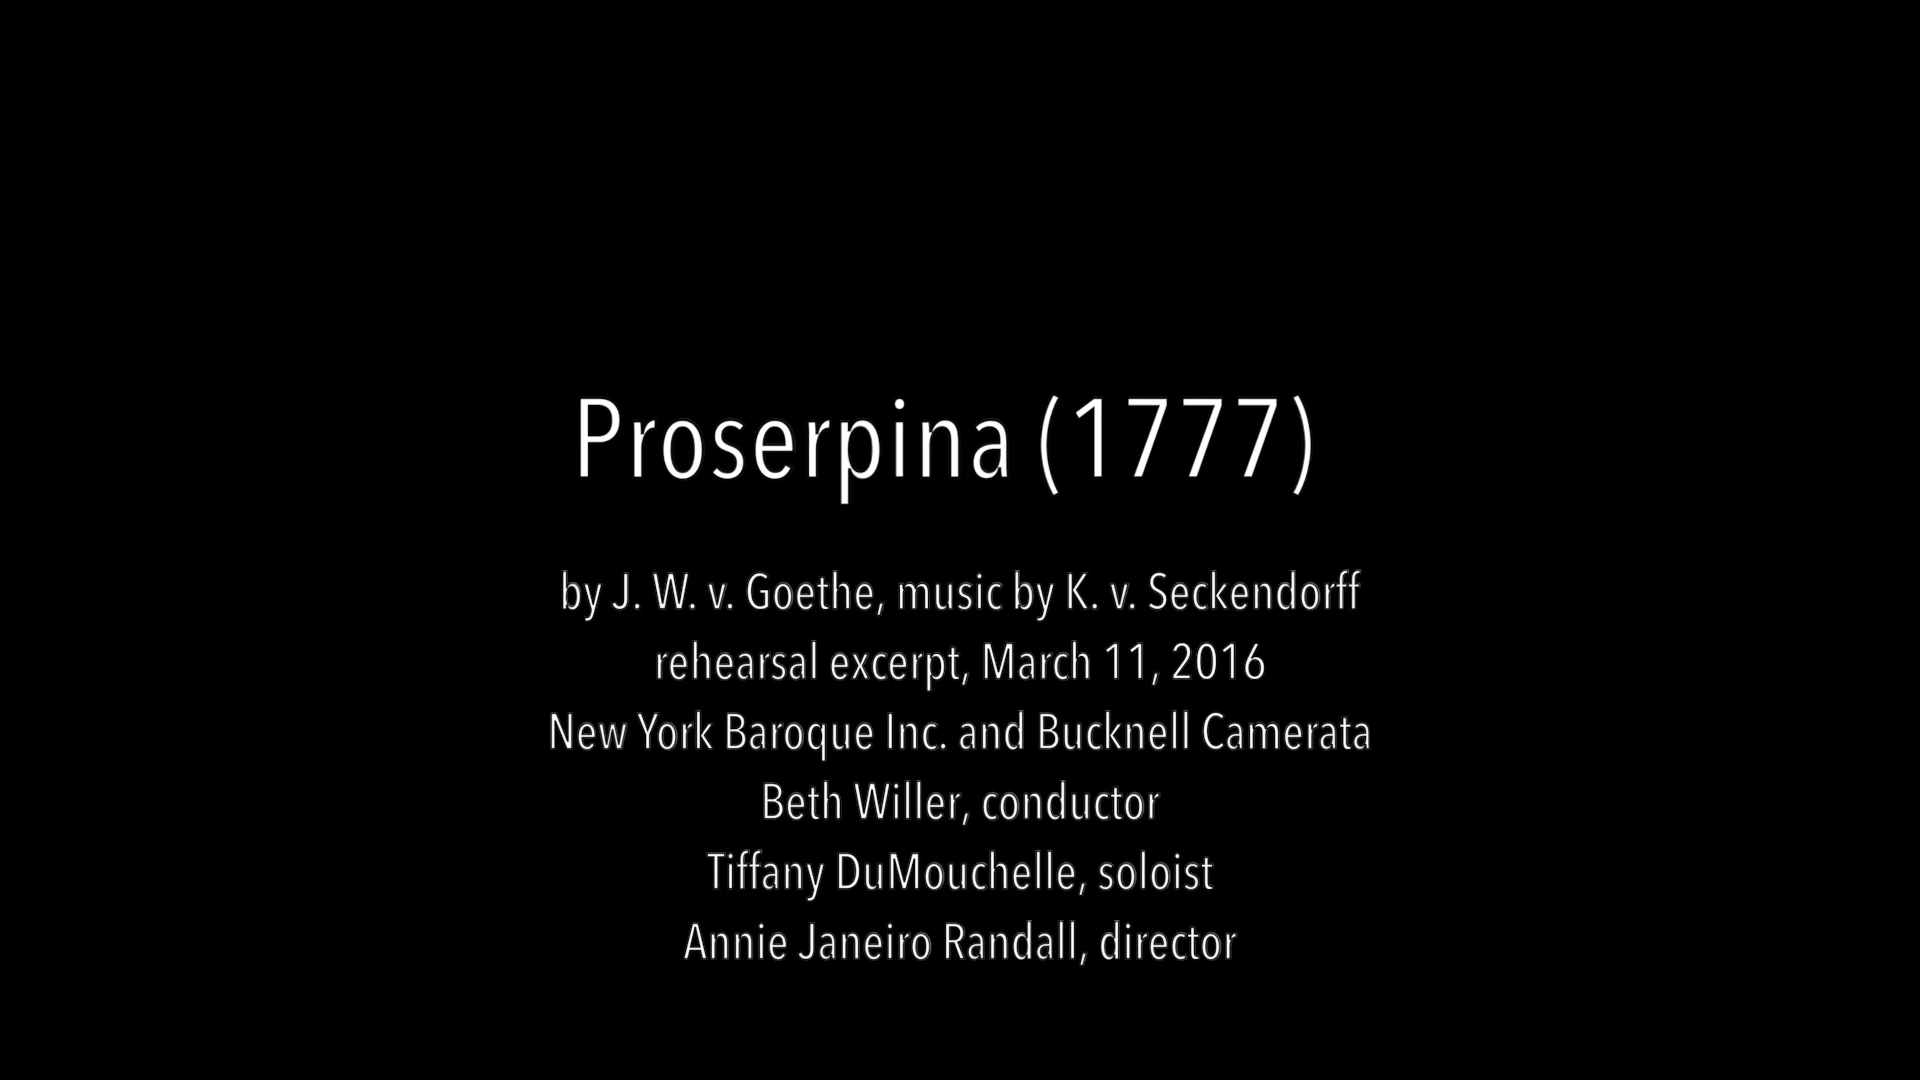 Proserpina (1777)
by J. W. v. Goethe, music by K. v. Seckendorff
rehearsal excerpt, March 11, 2016
New York Baroque Inc. and Bucknell Camerata
Beth Willer, conductor
Tiffany DuMouchelle, soloist
Annie Janeiro Randall, director